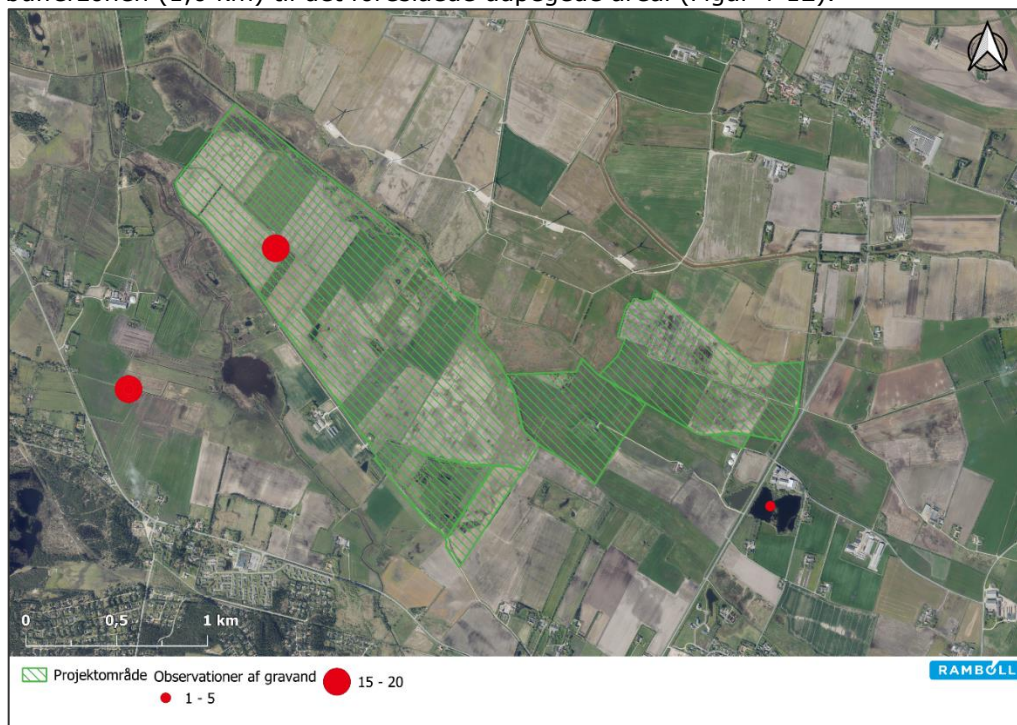 bufferzonen (1,0 km) til det foreslåede udpegede areal (Figur 4-12).
0 0,5 1 km
Projektområde Observationer af gravand 15 - 20
1 - 5
RAMBOLL